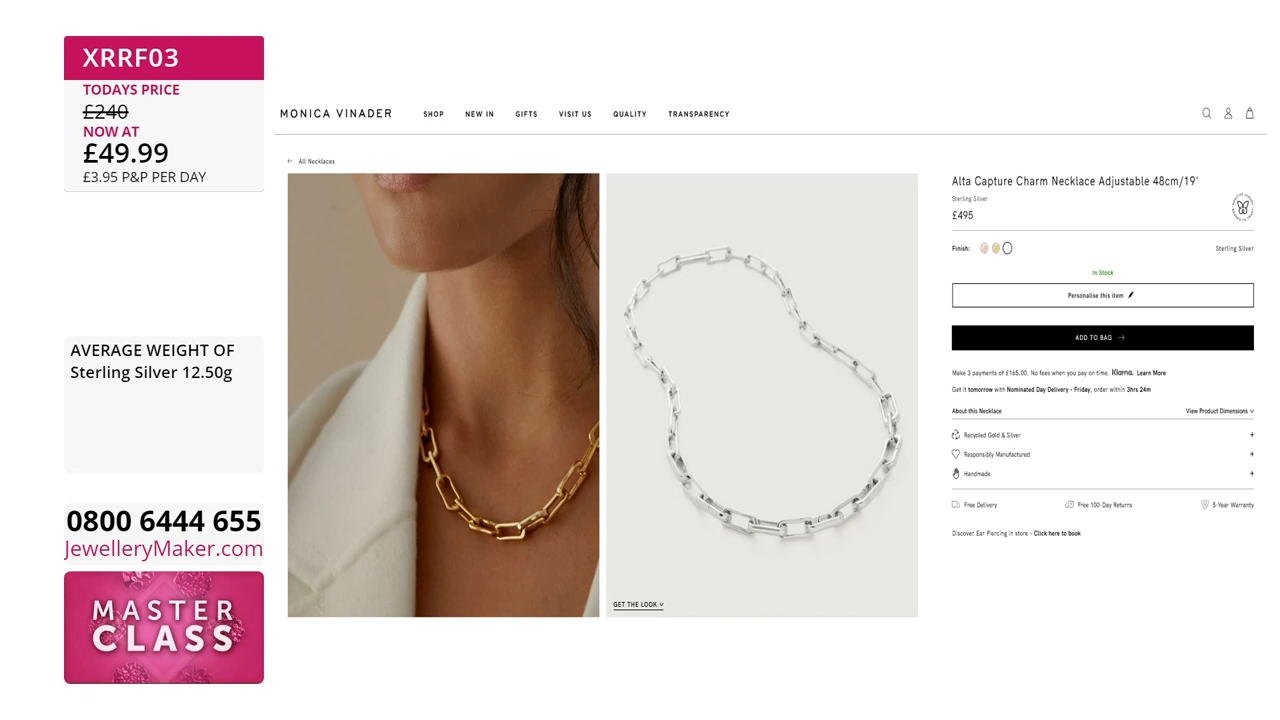 XRRF03
TODAYS PRICE
£240
NOW AT
£49.99
£3.95 P&P PER DAY
AVERAGE WEIGHT OF
Sterling Silver 12.50g
0800 6444 655
JewelleryMaker.com
MASTER
CLASS
MONICA VINADER
SHOP
NEW IN
GIFTS
VISIT US
QUALITY
TRANSPARENCY
← All Necklaces
GET THE LOOK
Alta Capture Charm Necklace Adjustable 48cm/19'
Sterling Silver
£495
Finish:
Sterling Silver
In Stock
Personalise this item
ADD TO BAG →
Make 3 payments of £165.00. No fees when you pay on time. Klarna. Learn More
Get it tomorrow with Nominated Day Delivery - Friday, order within 3hrs 24m
About this Necklace
View Product Dimensions
Recycled Gold & Silver +
Responsibly Manufactured +
Handmade +
Free Delivery
Free 100-Day Returns
5-Year Warranty
Discover Ear Piercing in store - Click here to book